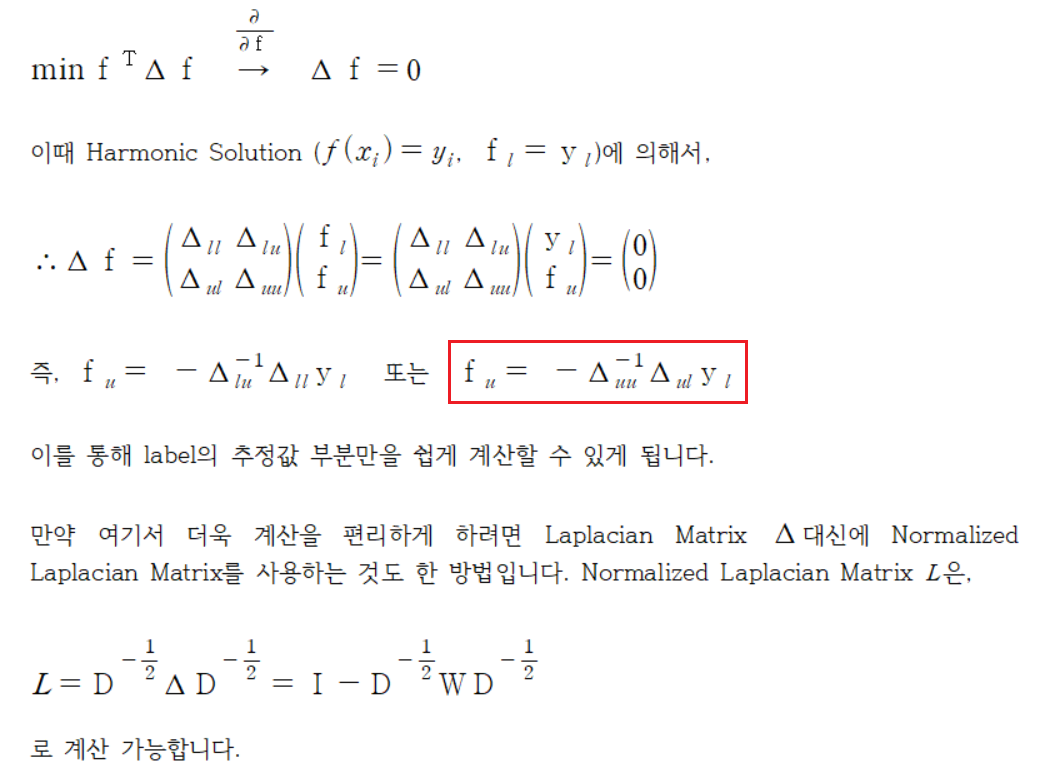 min f ᵀ Δ f  →(∂/∂f)  Δ f = 0
이때 Harmonic Solution (f(xᵢ) = yᵢ, f_l = y_l)에 의해서,
∴ Δ f = (Δ_ll Δ_lu; Δ_ul Δ_uu)(f_l; f_u) = (Δ_ll Δ_lu; Δ_ul Δ_uu)(y_l; f_u) = (0; 0)
즉, f_u = − Δ_lu^−1 Δ_ll y_l 또는 f_u = − Δ_uu^−1 Δ_ul y_l
이를 통해 label의 추정값 부분만을 쉽게 계산할 수 있게 됩니다.
만약 여기서 더욱 계산을 편리하게 하려면 Laplacian Matrix Δ대신에 Normalized
Laplacian Matrix를 사용하는 것도 한 방법입니다. Normalized Laplacian Matrix L은,
L = D^−1/2 Δ D^−1/2 = I − D^−1/2 W D^−1/2
로 계산 가능합니다.